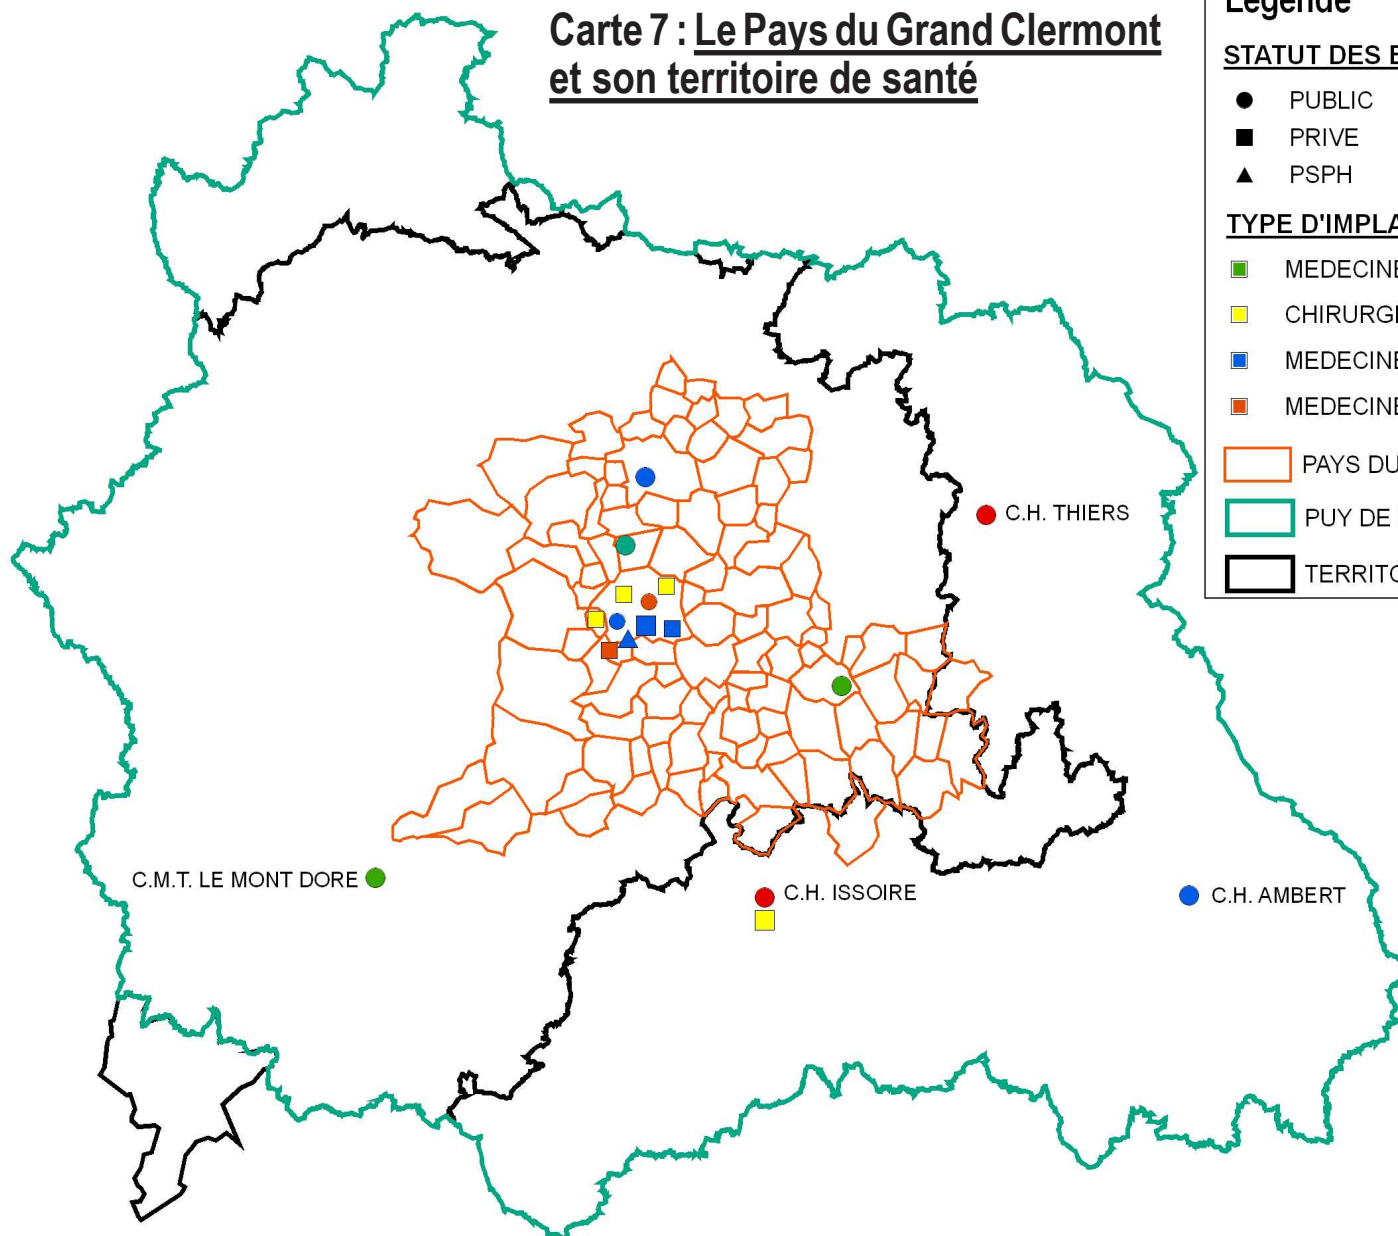 Carte 7 : Le Pays du Grand Clermont
et son territoire de santé
Légende
STATUT DES E
PUBLIC
PRIVE
PSPH
TYPE D'IMPLA
MEDECINE
CHIRURGI
MEDECINE
MEDECINE
PAYS DU
PUY DE
TERRITO
C.H. THIERS
C.M.T. LE MONT DORE
C.H. ISSOIRE
C.H. AMBERT